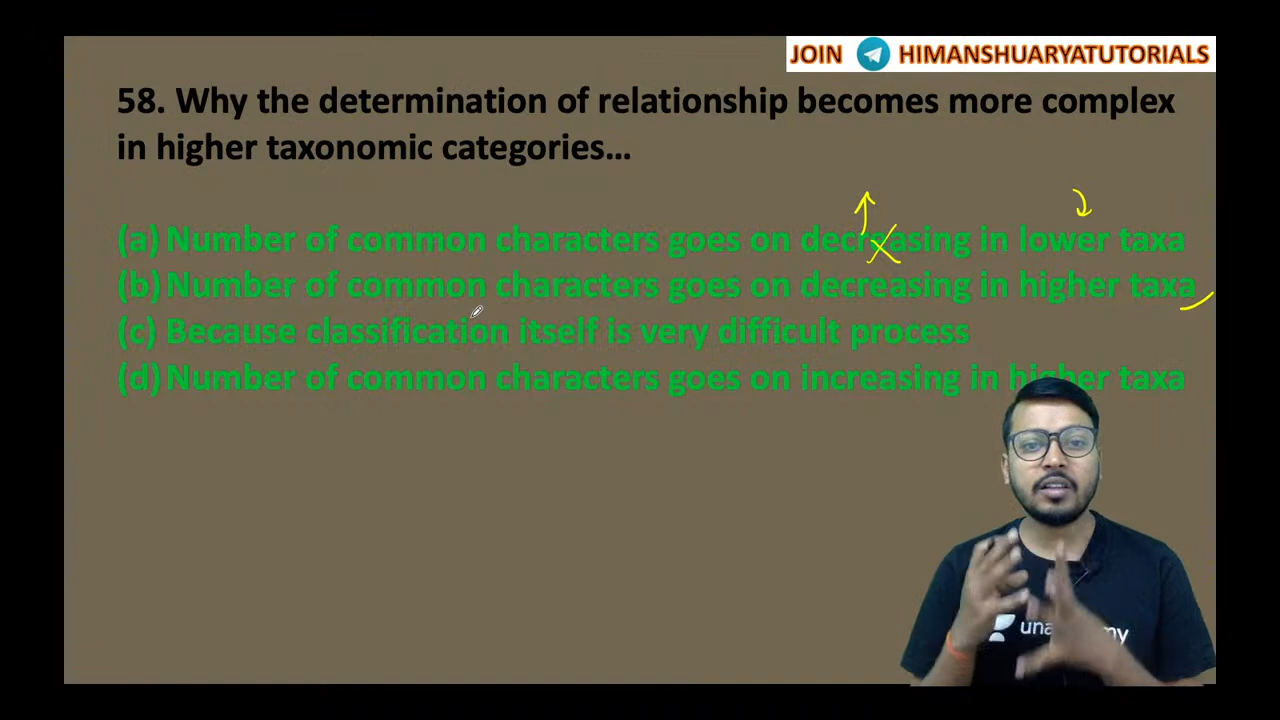 JOIN HIMANSHUARYATUTORIALS
58. Why the determination of relationship becomes more complex
in higher taxonomic categories...
(a) Number of common characters goes on decreasing in lower taxa
(b) Number of common characters goes on decreasing in higher taxa
(c) Because classification itself is very difficult process
(d) Number of common characters goes on increasing in higher taxa